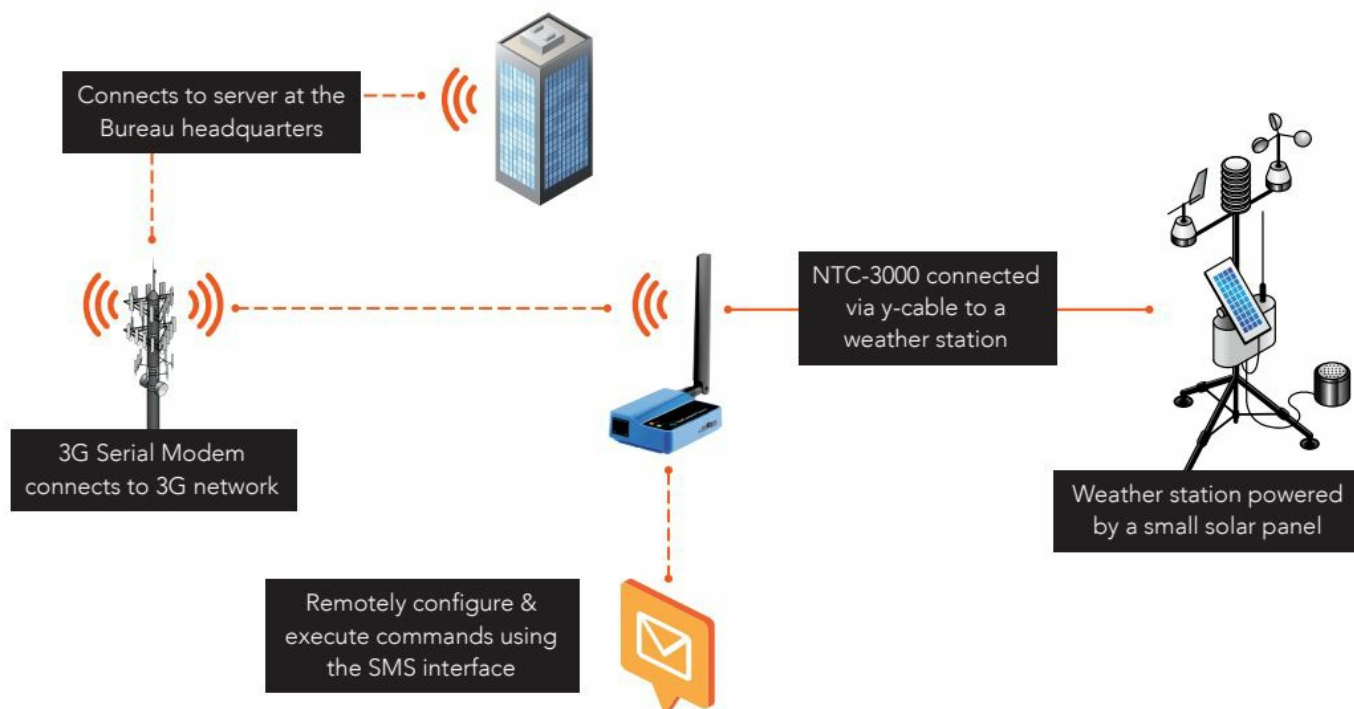 Connects to server at the
Bureau headquarters
NTC-3000 connected
via y-cable to a
weather station
3G Serial Modem
connects to 3G network
Weather station powered
by a small solar panel
Remotely configure &
execute commands using
the SMS interface